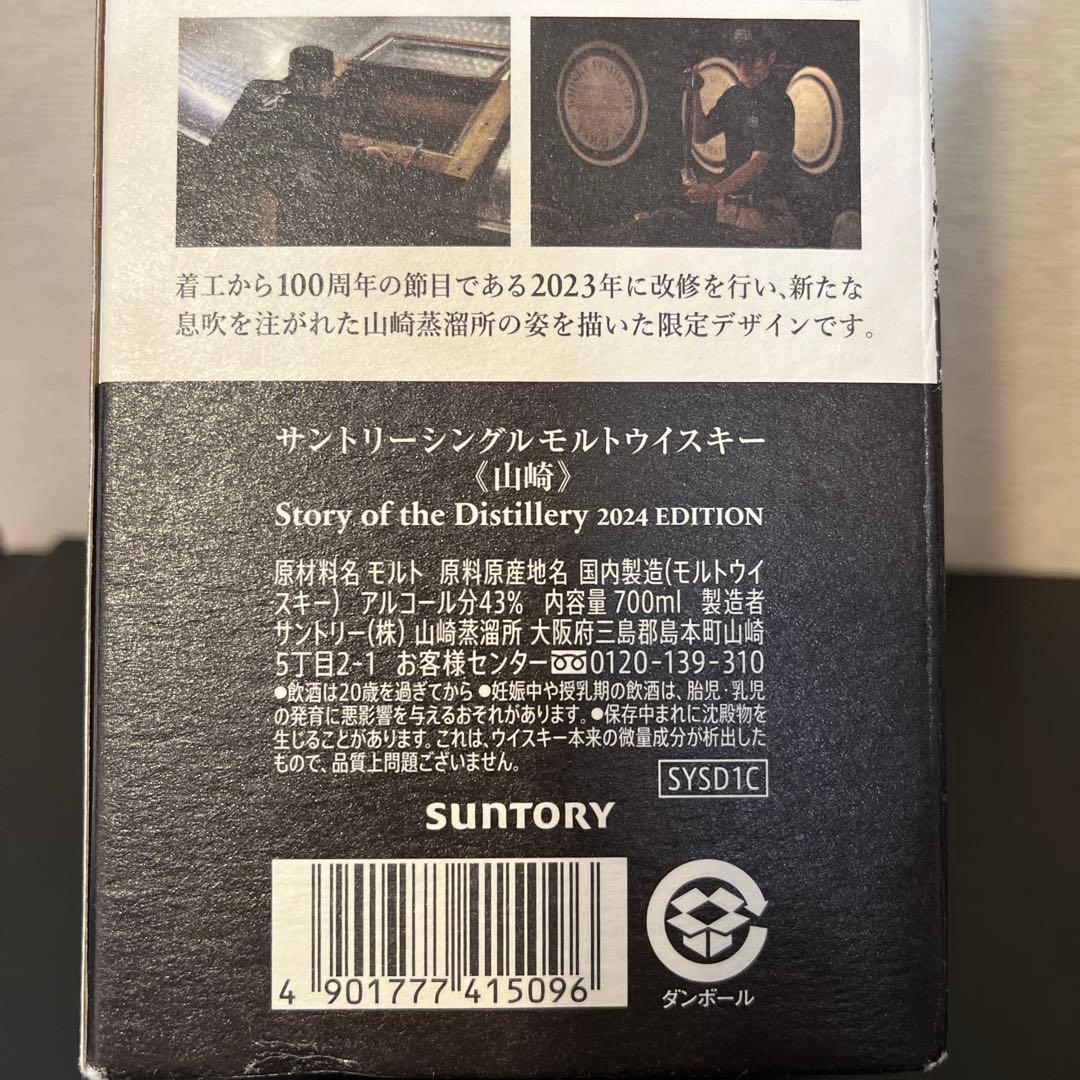 着工から100周年の節目である2023年に改修を行い、新たな
息吹を注がれた山崎蒸溜所の姿を描いた限定デザインです。
サントリーシングルモルトウイスキー
《山崎》
Story of the Distillery 2024 EDITION
原材料名 モルト 原料原産地名 国内製造(モルトウイ
スキー) アルコール分43% 内容量 700ml 製造者
サントリー(株) 山崎蒸溜所 大阪府三島郡島本町山崎
5丁目2-1 お客様センター 0120-139-310
●飲酒は20歳を過ぎてから ●妊娠中や授乳期の飲酒は、胎児・乳児
の発育に悪影響を与えるおそれがあります。●保存中まれに沈殿物を
生じることがあります。これは、ウイスキー本来の微量成分が析出した
もので、品質上問題ございません。
SYSD1C
SUNTORY
4 901777 415096
ダンボール